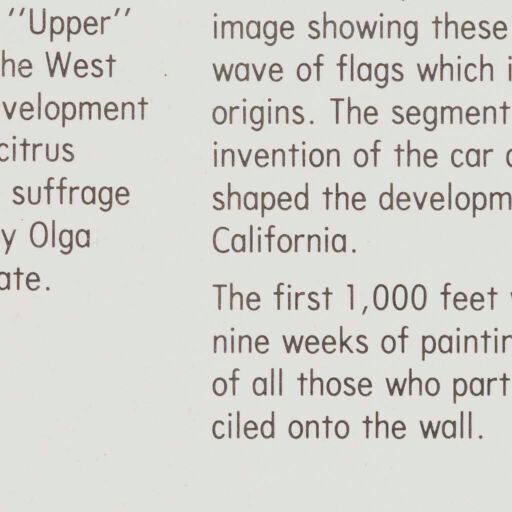 "Upper"
he West
velopment
citrus
suffrage
y Olga
ate.
image showing these
wave of flags which i
origins. The segment
invention of the car
shaped the developm
California.
The first 1,000 feet
nine weeks of paintin
of all those who part
ciled onto the wall.